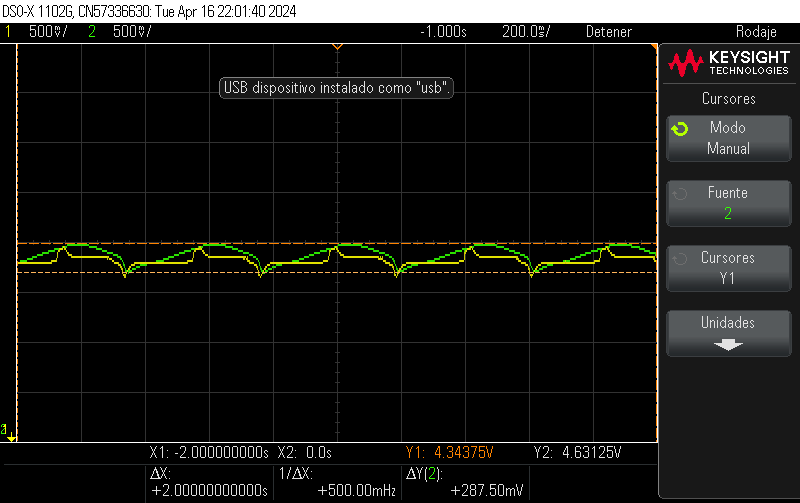 DSO-X 1102G, CN57336630: Tue Apr 16 22:01:40 2024
1 500♈/ 2 500♈/ -1.000s 200.0♈/ Detener Rodaje
USB dispositivo instalado como "usb".
KEYSIGHT
TECHNOLOGIES
Cursores
Modo
Manual
Fuente
2
Cursores
Y1
Unidades
X1: -2.000000000s X2: 0.0s Y1: 4.34375V Y2: 4.63125V
ΔX:
+2.00000000000s
1/ΔX:
+500.00mHz
ΔY(2):
+287.50mV